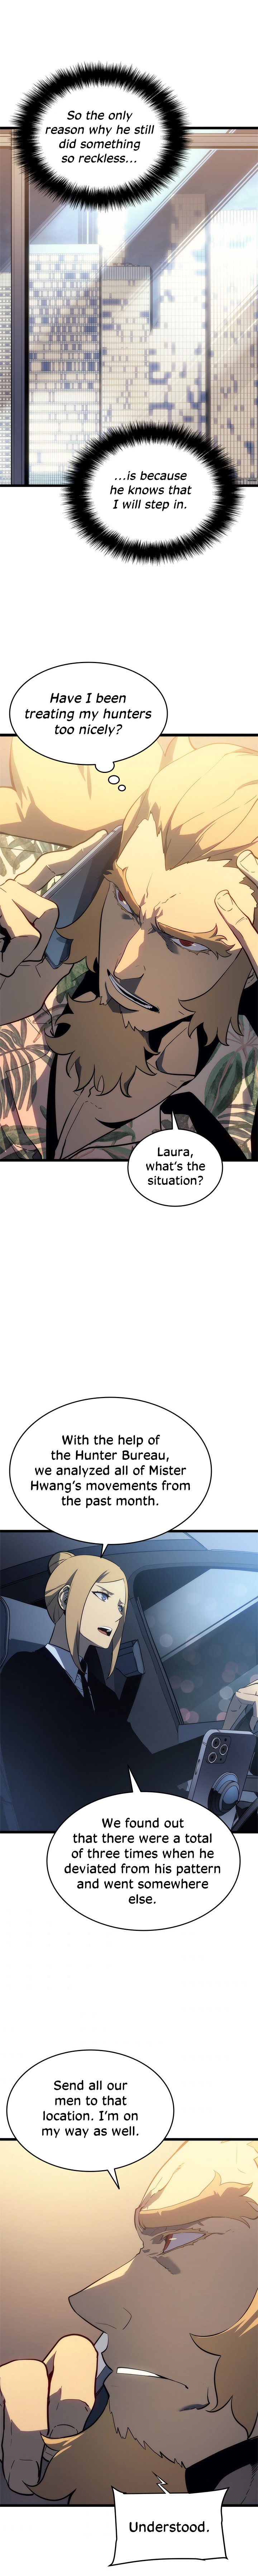 So the only
reason why he still
did something
so reckless...
...is because
he knows that
I will step in.
Have I been
treating my hunters
too nicely?
Laura,
what's the
situation?
With the help of
the Hunter Bureau,
we analyzed all of Mister
Hwang's movements from
the past month.
We found out
that there were a total
of three times when he
deviated from his pattern
and went somewhere
else.
Send all our
men to that
location. I'm on
my way as well.
Understood.